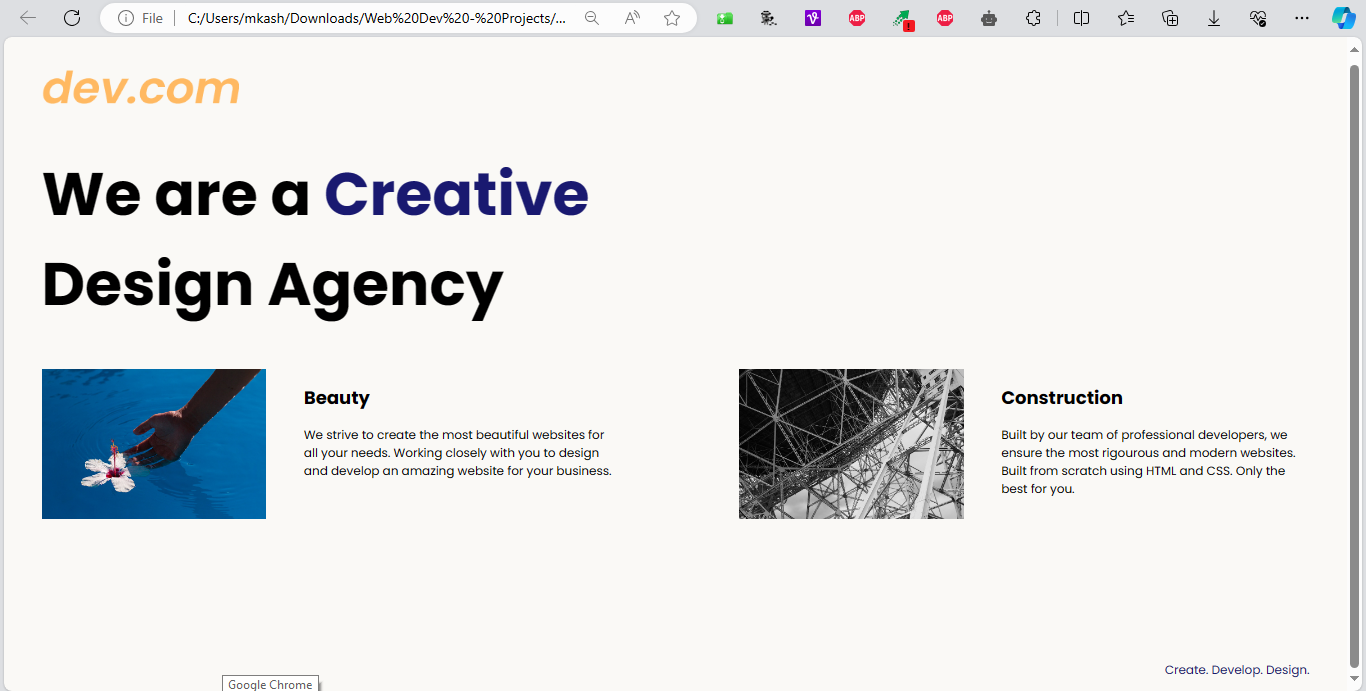 File
C:/Users/mkash/Downloads/Web%20Dev%20-%20Projects/...
ABP
ABP
dev.com
We are a Creative
Design Agency
Beauty
We strive to create the most beautiful websites for
all your needs. Working closely with you to design
and develop an amazing website for your business.
Construction
Built by our team of professional developers, we
ensure the most rigourous and modern websites.
Built from scratch using HTML and CSS. Only the
best for you.
Create. Develop. Design.
Google Chrome